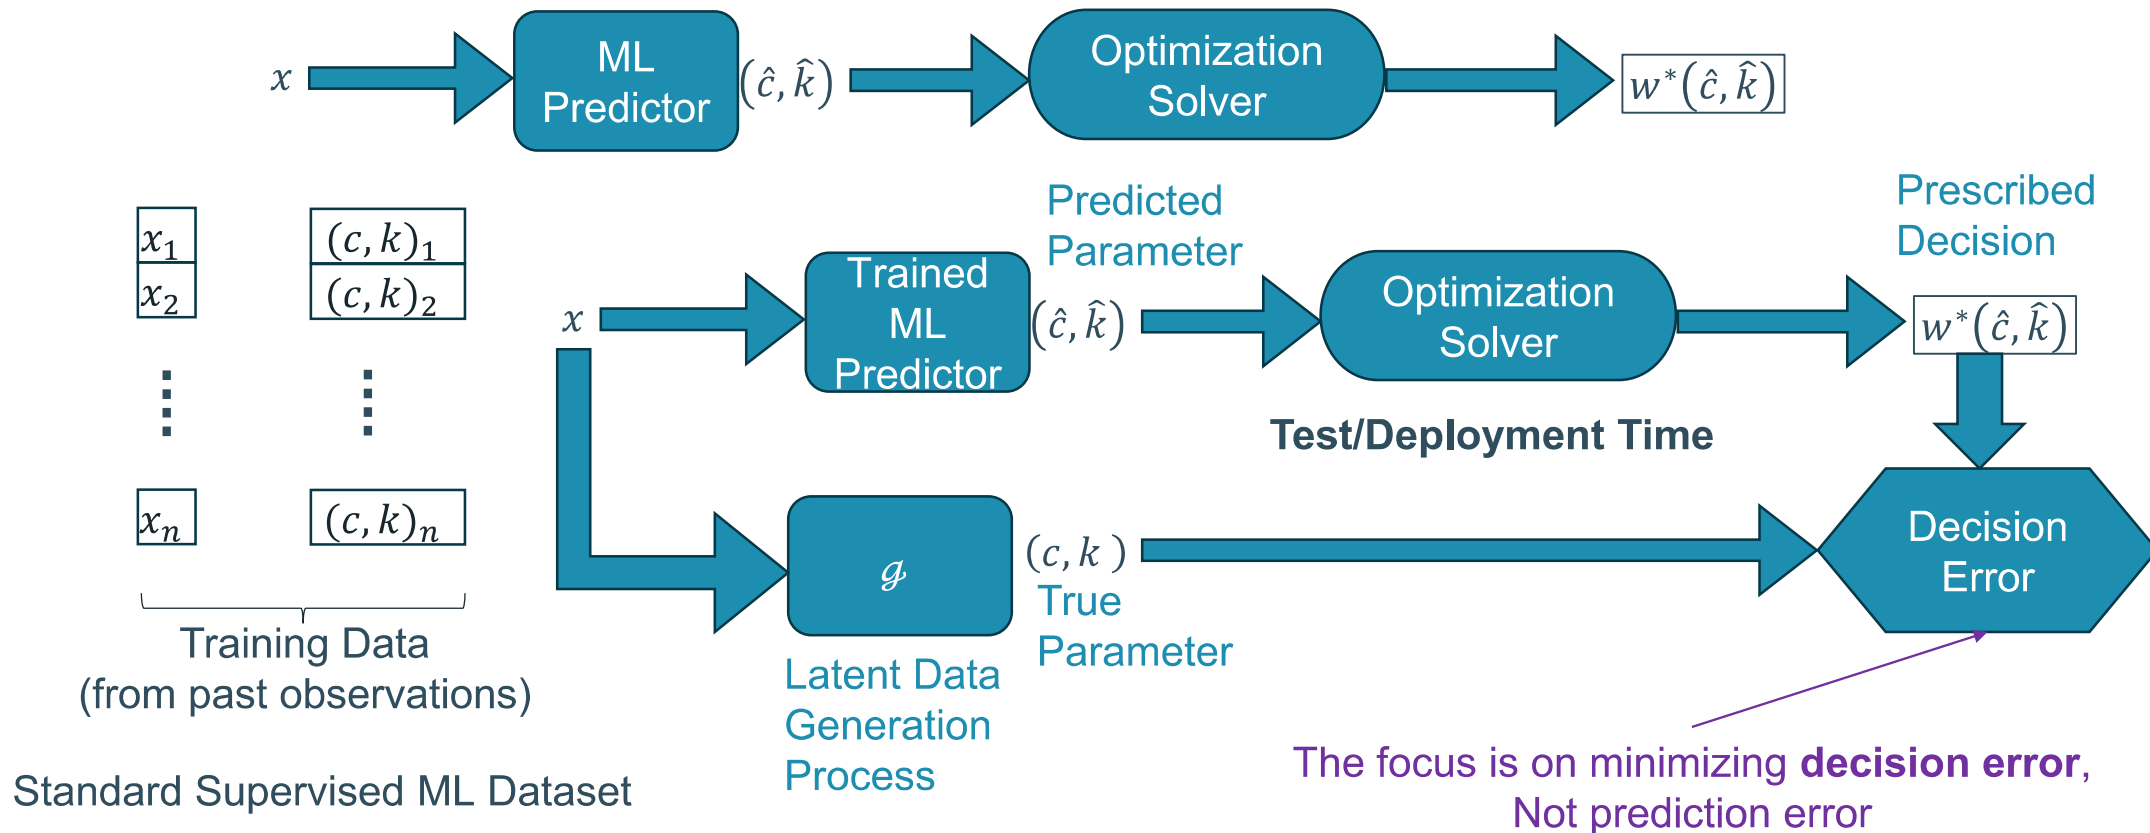 x
ML
Predictor
(ĉ, k̂)
Optimization
Solver
w*(ĉ, k̂)
x₁
(c, k)₁
x₂
(c, k)₂
xₙ
(c, k)ₙ
Training Data
(from past observations)
Standard Supervised ML Dataset
x
Trained
ML
Predictor
Predicted
Parameter
(ĉ, k̂)
Optimization
Solver
Prescribed
Decision
w*(ĉ, k̂)
Test/Deployment Time
g
Latent Data
Generation
Process
(c, k )
True
Parameter
Decision
Error
The focus is on minimizing decision error,
Not prediction error